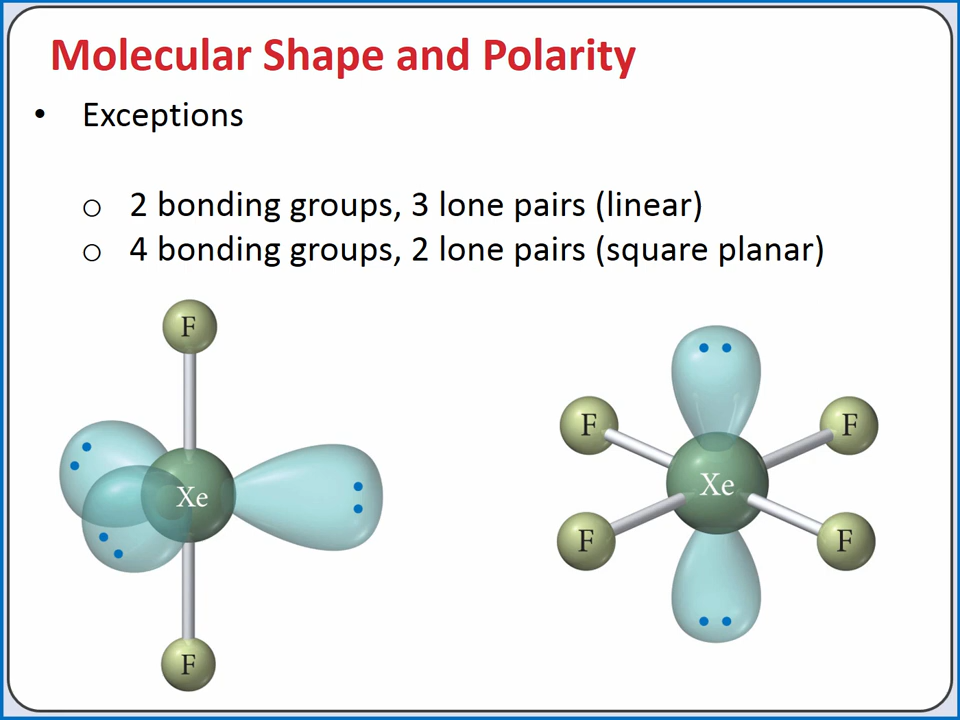 Molecular Shape and Polarity
• Exceptions
o 2 bonding groups, 3 lone pairs (linear)
o 4 bonding groups, 2 lone pairs (square planar)
F
Xe
F
F
F
Xe
F
F